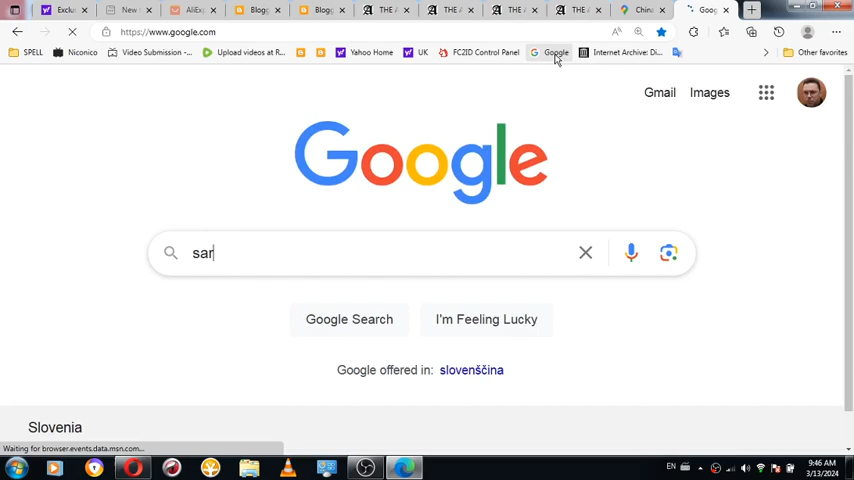 Exclu
New
AliEx
Blogg
Blogg
THE A
THE A
THE A
THE A
China
Goog
https://www.google.com
SPELL
Niconico
Video Submission -...
Upload videos at R...
Yahoo Home
UK
FC2ID Control Panel
Google
Internet Archive: Di...
Other favorites
Gmail
Images
Google
sar
Google Search
I'm Feeling Lucky
Google offered in: slovenščina
Slovenia
Waiting for browser.events.data.msn.com...
EN
9:46 AM
3/13/2024